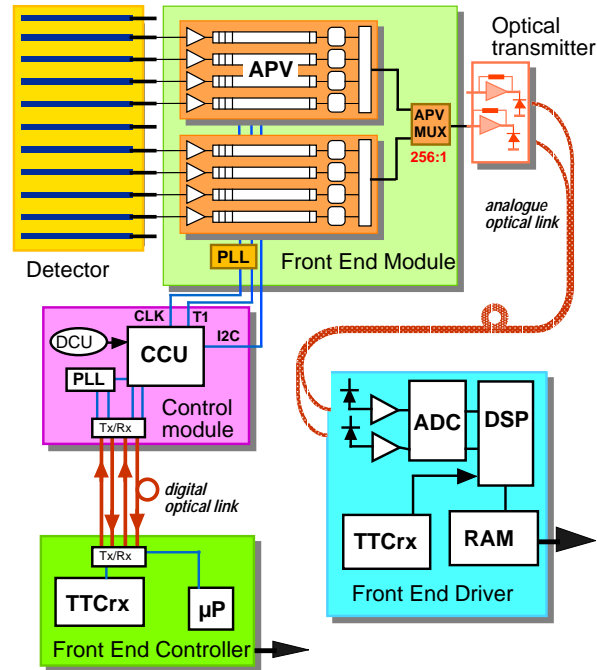 Optical
transmitter
APV
APV
MUX
256:1
analogue
optical link
PLL
Front End Module
Detector
CLK
T1
I2C
DCU
CCU
PLL
Control
module
Tx/Rx
digital
optical link
Tx/Rx
TTCrx
µP
Front End Controller
ADC
DSP
TTCrx
RAM
Front End Driver